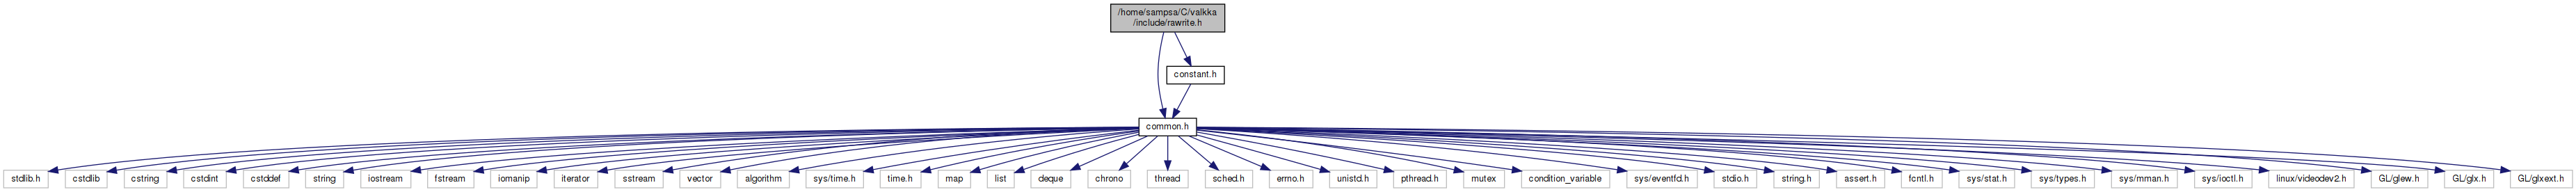 /home/sampsa/C/valkka
/include/rawrite.h
constant.h
common.h
stdlib.h
cstdlib
cstring
cstdint
cstddef
string
iostream
fstream
iomanip
iterator
sstream
vector
algorithm
sys/time.h
time.h
map
list
deque
chrono
thread
sched.h
errno.h
unistd.h
pthread.h
mutex
condition_variable
sys/eventfd.h
stdio.h
string.h
assert.h
fcntl.h
sys/stat.h
sys/types.h
sys/mman.h
sys/ioctl.h
linux/videodev2.h
GL/glew.h
GL/glx.h
GL/glxext.h